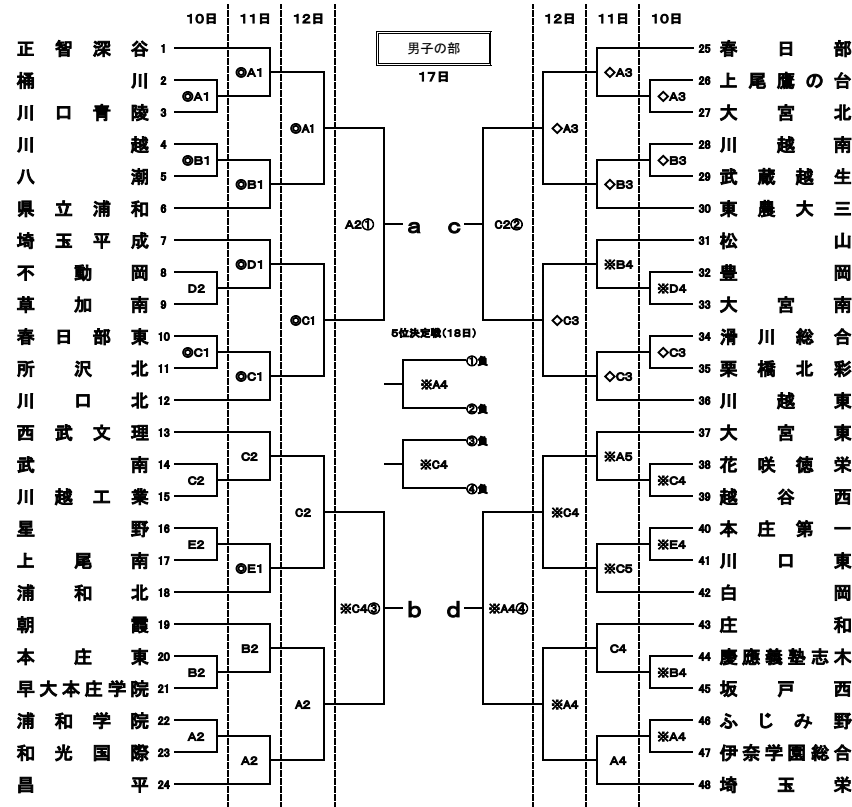 10日 11日 12日
12日 11日 10日
男子の部
17日
正智深谷 1
桶川 2
川口青陵 3
川越 4
八潮 5
県立浦和 6
埼玉平成 7
不動岡 8
草加南 9
春日部東 10
所沢北 11
川口北 12
西武文理 13
武南 14
川越工業 15
星野 16
上尾南 17
浦和北 18
朝霞 19
本庄東 20
早大本庄学院 21
浦和学院 22
和光国際 23
昌平 24
◎A1
◎B1
D2
◎C1
C2
E2
B2
A2
◎A1
◎B1
◎D1
◎C1
C2
◎E1
B2
A2
◎A1
◎C1
C2
A2
A2①
※C4③
a
b
c
d
5位決定戦(18日)
①負
※A4
②負
③負
※C4
④負
C2②
※A4④
◇A3
◇C3
※C4
※A4
◇A3
◇B3
※B4
◇C3
※A5
※C5
C4
A4
◇A3
◇B3
※D4
◇C3
※C4
※E4
※B4
※A4
25 春日部
26 上尾鷹の台
27 大宮北
28 川越南
29 武蔵越生
30 東農大三
31 松山
32 豊岡
33 大宮南
34 滑川総合
35 栗橋北彩
36 川越東
37 大宮東
38 花咲徳栄
39 越谷西
40 本庄第一
41 川口東
42 白岡
43 庄和
44 慶應義塾志木
45 坂戸西
46 ふじみ野
47 伊奈学園総合
48 埼玉栄